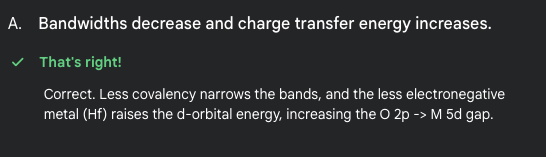 A. Bandwidths decrease and charge transfer energy increases.
✓ That's right!
Correct. Less covalency narrows the bands, and the less electronegative
metal (Hf) raises the d-orbital energy, increasing the O 2p -> M 5d gap.